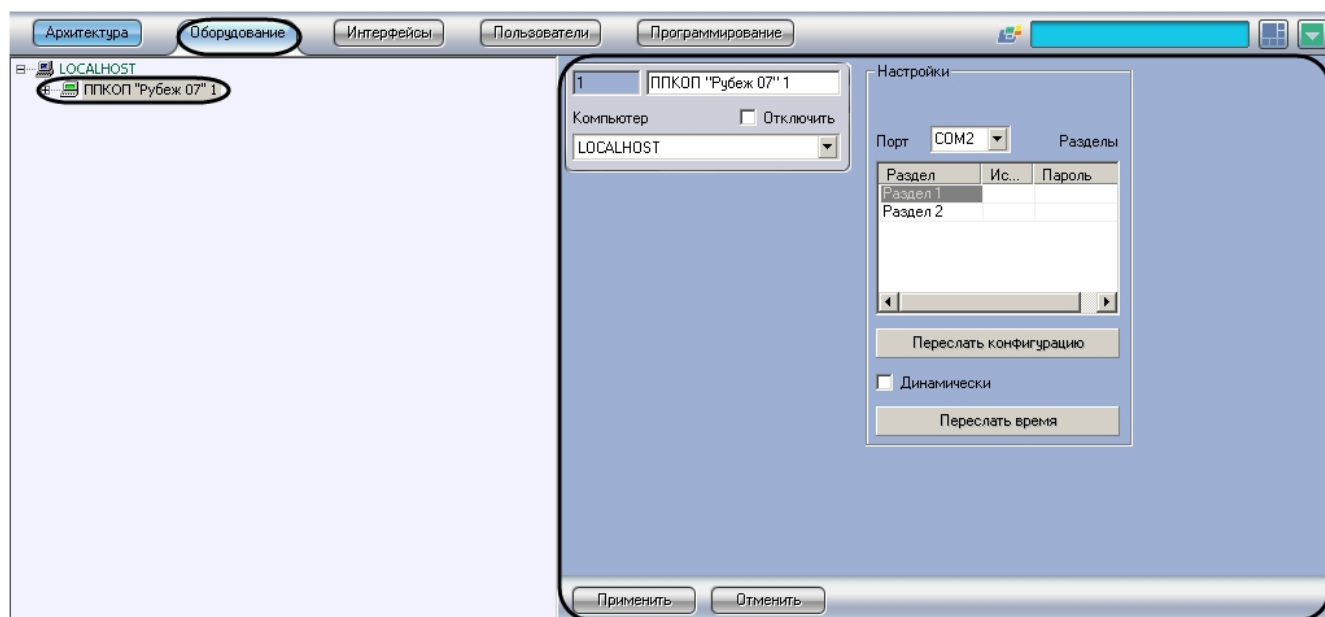 Архитектура Оборудование Интерфейсы Пользователи Программирование
LOCALHOST
ППКОП "Рубеж 07" 1
1 ППКОП "Рубеж 07" 1
Компьютер Отключить
LOCALHOST
Настройки
Порт COM2 Разделы
Раздел Ис... Пароль
Раздел 1
Раздел 2
Переслать конфигурацию
Динамически
Переслать время
Применить Отменить